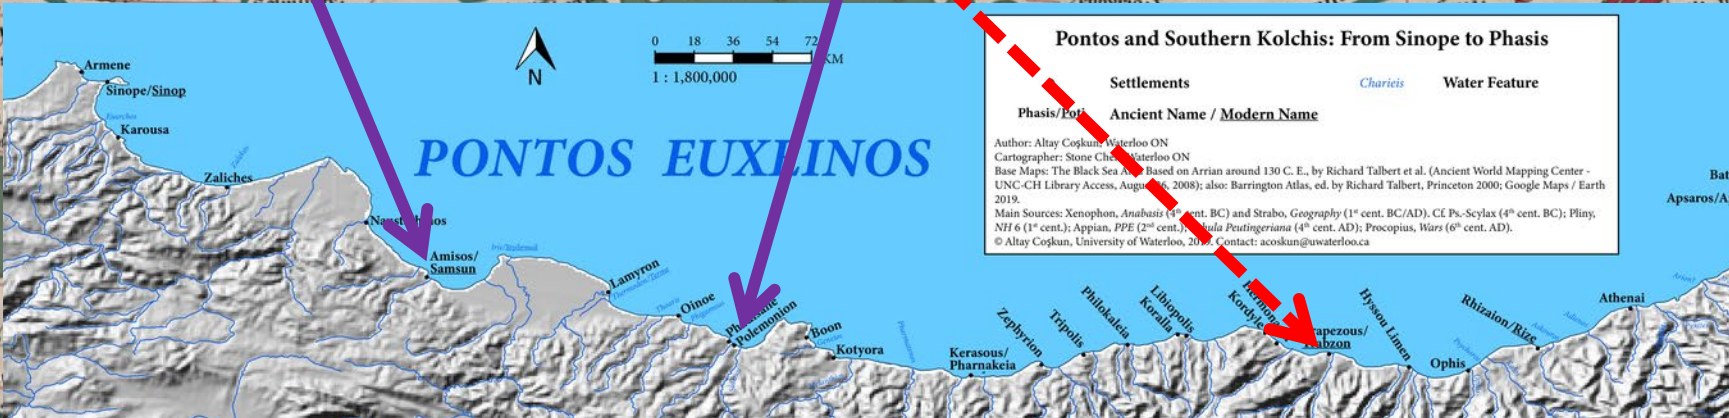 Armene
Sinope/Sinop
Karousa
Zaliches
Amisos/
Samsun
Lamyron
Oinoe
Polemonion
Boon
Kotyora
Kerasous/
Pharnakeia
Zephyrion
Tripolis
Philokaleia
Libiopolis
Koralla
Hyssou Limen
Ophis
Rhizaion/Rize
Athenai
Apsaros/A
Bat
N
0 18 36 54 72
KM
1 : 1,800,000
PONTOS EUXEINOS
Pontos and Southern Kolchis: From Sinope to Phasis
Settlements
Charieis
Water Feature
Phasis/Poti
Ancient Name / Modern Name
Author: Altay Coşkun, Waterloo ON
Cartographer: Stone Waterloo ON
Base Maps: The Black Sea Based on Arrian around 130 C. E., by Richard Talbert et al. (Ancient World Mapping Center -
UNC-CH Library Access, August 2008); also: Barrington Atlas, ed. by Richard Talbert, Princeton 2000; Google Maps / Earth
2019.
Main Sources: Xenophon, Anabasis (4th cent. BC) and Strabo, Geography (1st cent. BC/AD). Cf. Ps.-Scylax (4th cent. BC); Pliny,
NH 6 (1st cent.); Appian, PPE (2nd cent.); Tabula Peutingeriana (4th cent. AD); Procopius, Wars (6th cent. AD).
© Altay Coşkun, University of Waterloo, Contact: acoskun@uwaterloo.ca